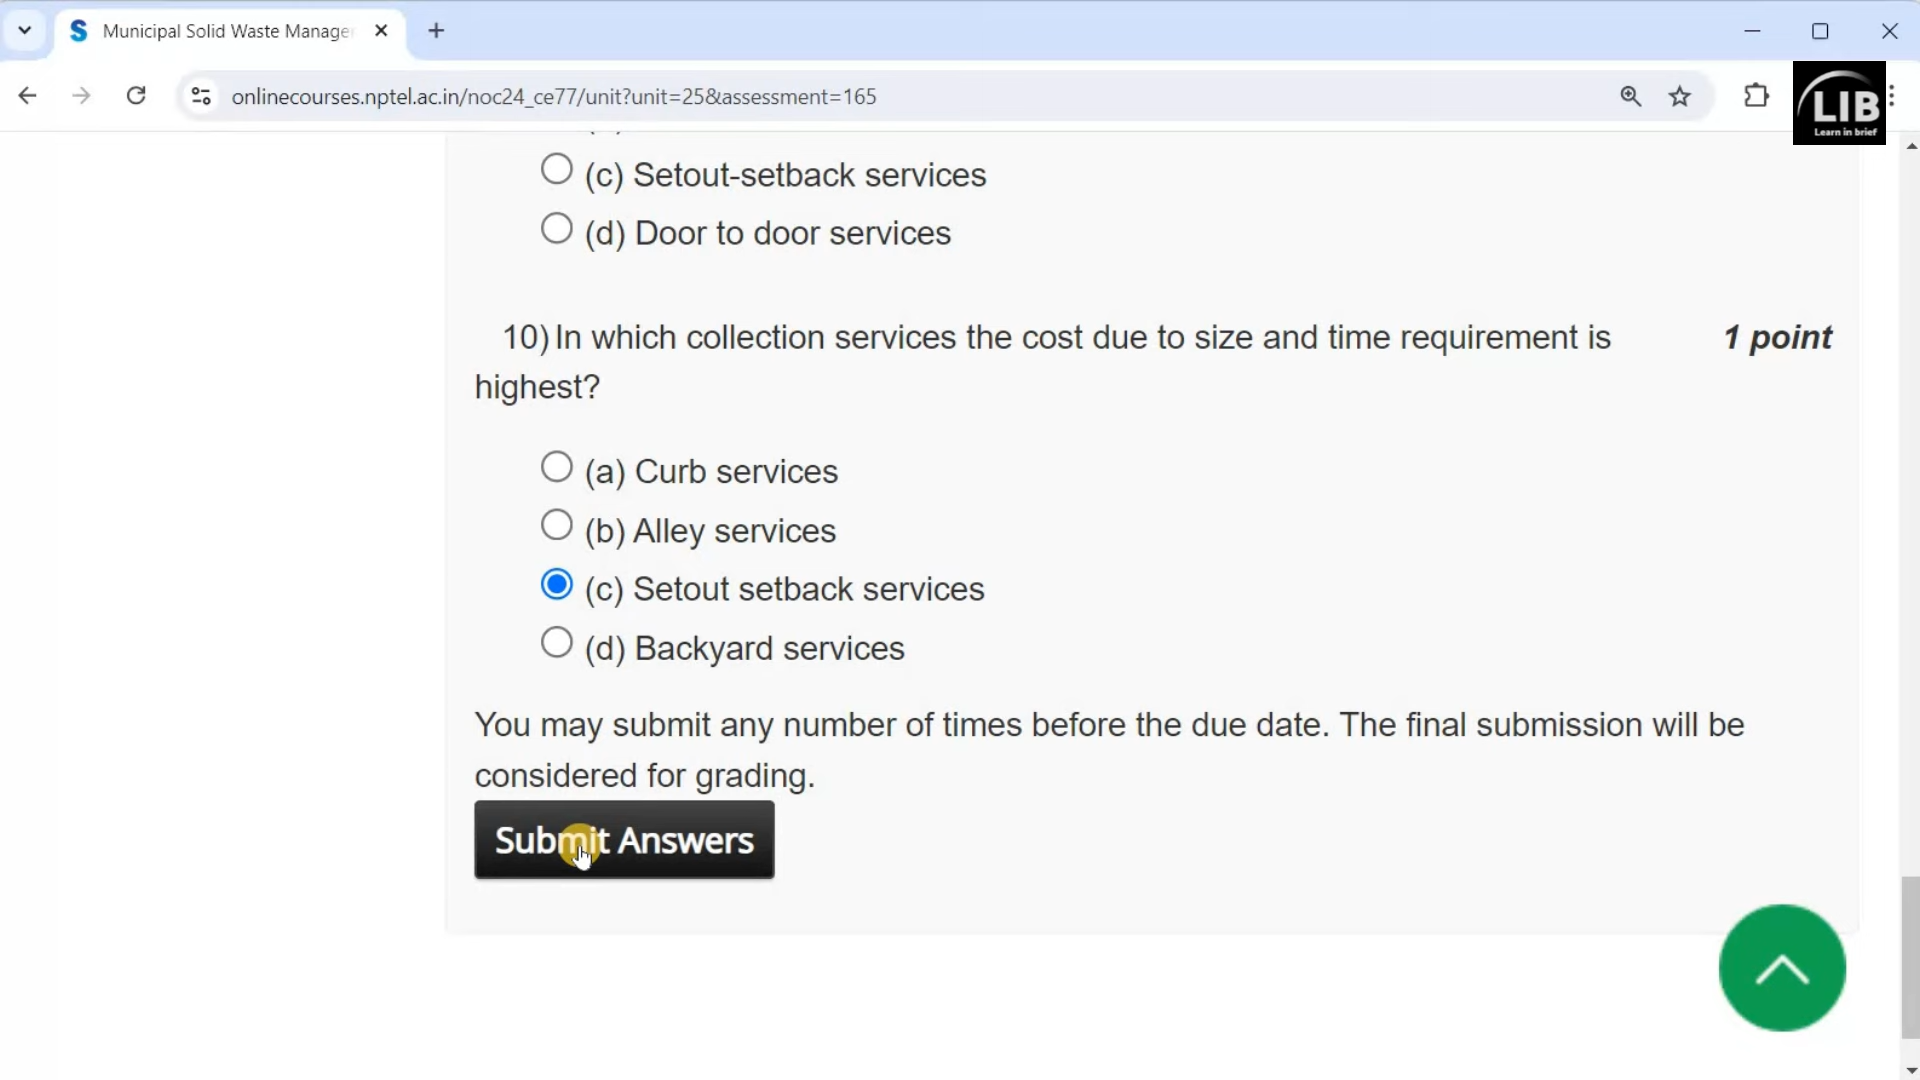 Municipal Solid Waste Manage
onlinecourses.nptel.ac.in/noc24_ce77/unit?unit=25&assessment=165
LIB
Learn in brief
(c) Setout-setback services
(d) Door to door services
10) In which collection services the cost due to size and time requirement is
1 point
highest?
(a) Curb services
(b) Alley services
(c) Setout setback services
(d) Backyard services
You may submit any number of times before the due date. The final submission will be
considered for grading.
Submit Answers